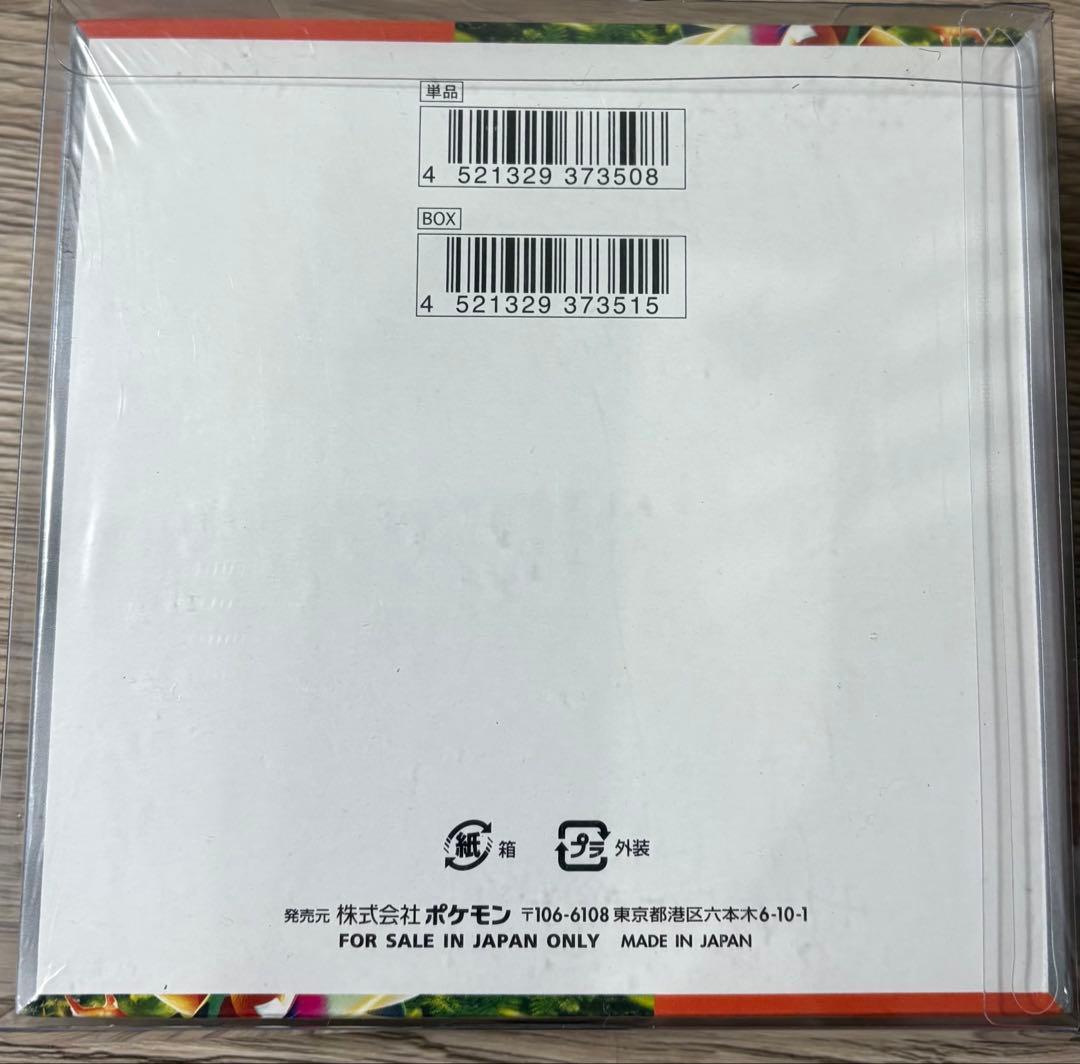 単品
4 521329 373508
BOX
4 521329 373515
紙 箱 プラ 外装
発売元 株式会社 ポケモン 〒106-6108 東京都港区六本木6-10-1
FOR SALE IN JAPAN ONLY MADE IN JAPAN